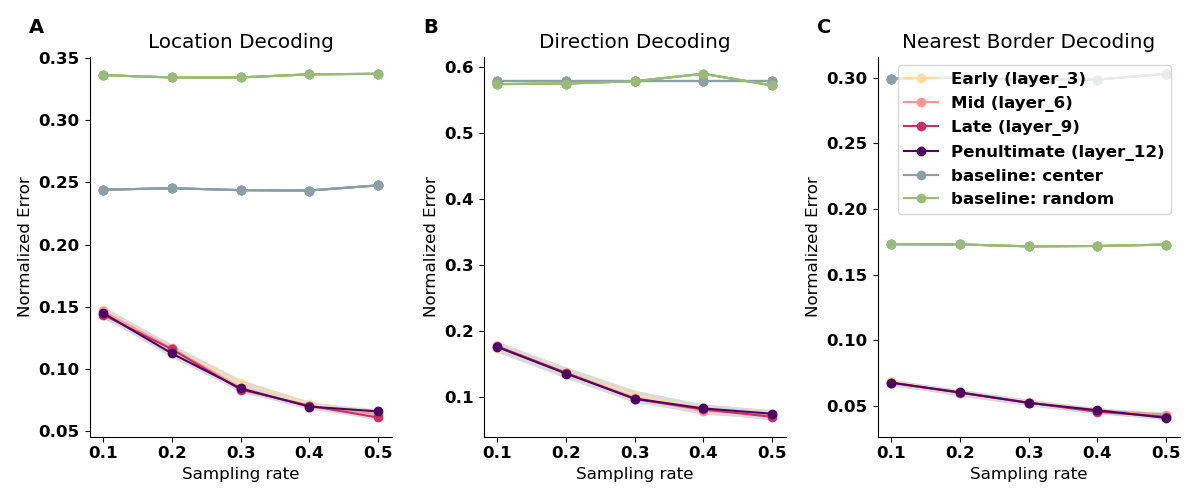 A
Location Decoding
0.35
0.30
0.25
0.20
0.15
0.10
0.05
Normalized Error
0.1 0.2 0.3 0.4 0.5
Sampling rate
B
Direction Decoding
0.6
0.5
0.4
0.3
0.2
0.1
Normalized Error
0.1 0.2 0.3 0.4 0.5
Sampling rate
C
Nearest Border Decoding
0.30
0.25
0.20
0.15
0.10
0.05
Normalized Error
Early (layer_3)
Mid (layer_6)
Late (layer_9)
Penultimate (layer_12)
baseline: center
baseline: random
0.1 0.2 0.3 0.4 0.5
Sampling rate